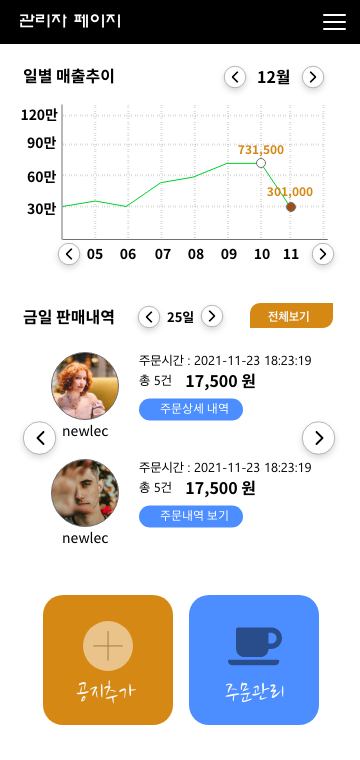 관리자 페이지
일별 매출추이
12월
120만
90만
60만
30만
731,500
301,000
05 06 07 08 09 10 11
금일 판매내역
25일
전체보기
주문시간 : 2021-11-23 18:23:19
총 5건 17,500 원
주문상세 내역
newlec
주문시간 : 2021-11-23 18:23:19
총 5건 17,500 원
주문내역 보기
newlec
공지추가
주문관리